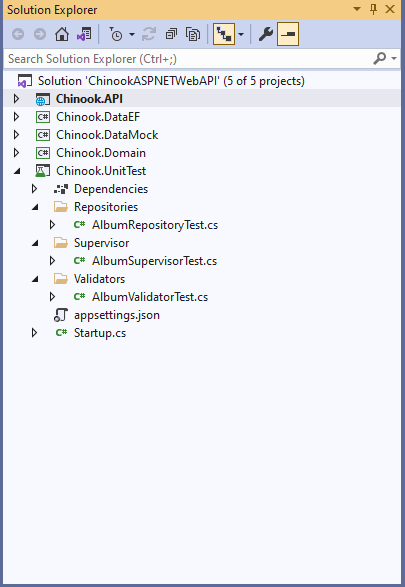 Solution Explorer
Search Solution Explorer (Ctrl+;)
Solution 'ChinookASPNETWebAPI' (5 of 5 projects)
Chinook.API
C# Chinook.DataEF
C# Chinook.DataMock
C# Chinook.Domain
Chinook.UnitTest
Dependencies
Repositories
C# AlbumRepositoryTest.cs
Supervisor
C# AlbumSupervisorTest.cs
Validators
C# AlbumValidatorTest.cs
appsettings.json
C# Startup.cs